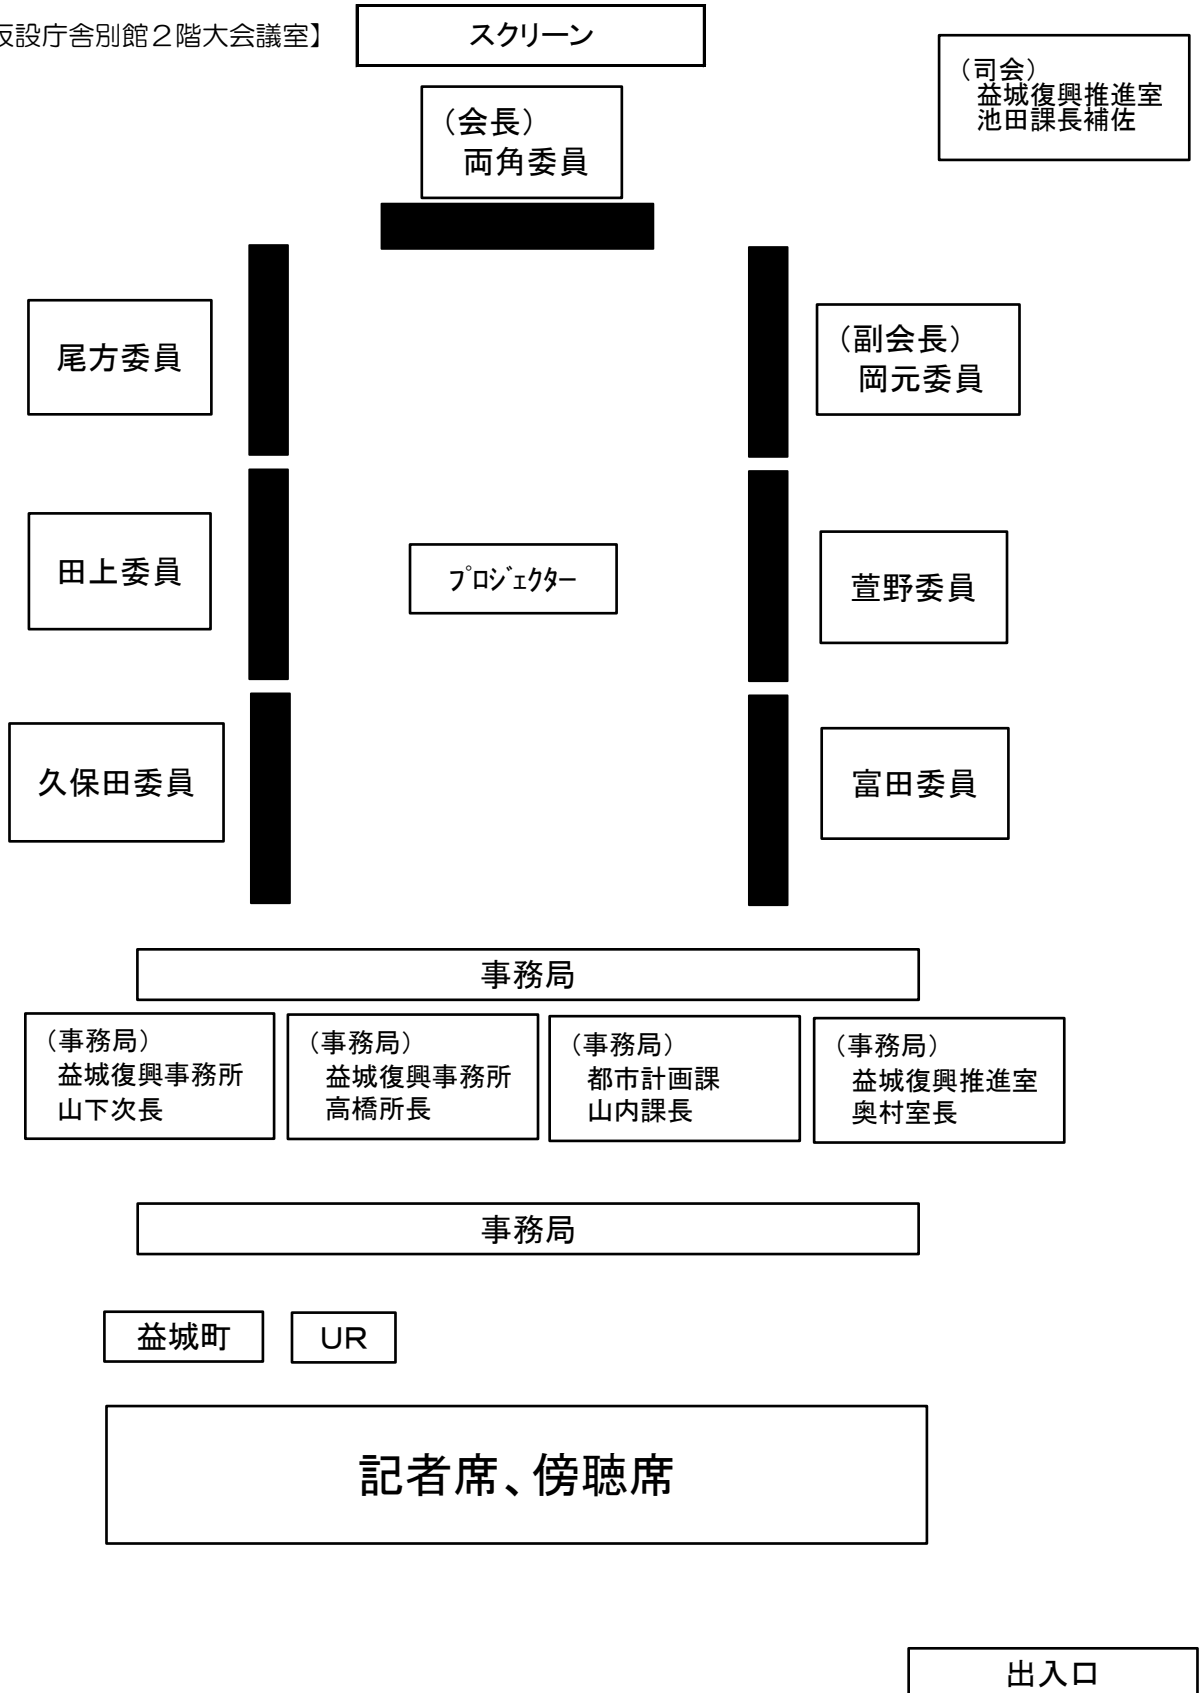 設庁舎別館２階大会議室】
スクリーン
（司会）
益城復興推進室
池田課長補佐
（会長）
両角委員
尾方委員
（副会長）
岡元委員
田上委員
ﾌﾟﾛｼﾞｪｸﾀｰ
萱野委員
久保田委員
富田委員
事務局
（事務局）
益城復興事務所
山下次長
（事務局）
益城復興事務所
高橋所長
（事務局）
都市計画課
山内課長
（事務局）
益城復興推進室
奥村室長
事務局
益城町
ＵＲ
記者席、傍聴席
出入口